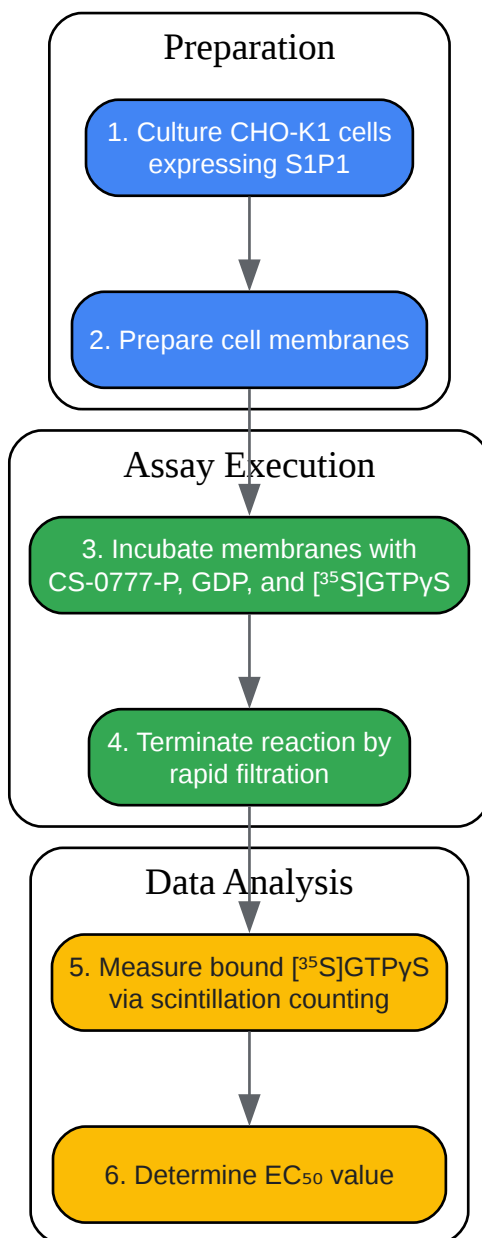 Preparation
1. Culture CHO-K1 cells
expressing S1P1
2. Prepare cell membranes
Assay Execution
3. Incubate membranes with
CS-0777-P, GDP, and [³⁵S]GTPγS
4. Terminate reaction by
rapid filtration
Data Analysis
5. Measure bound [³⁵S]GTPγS
via scintillation counting
6. Determine EC₅₀ value